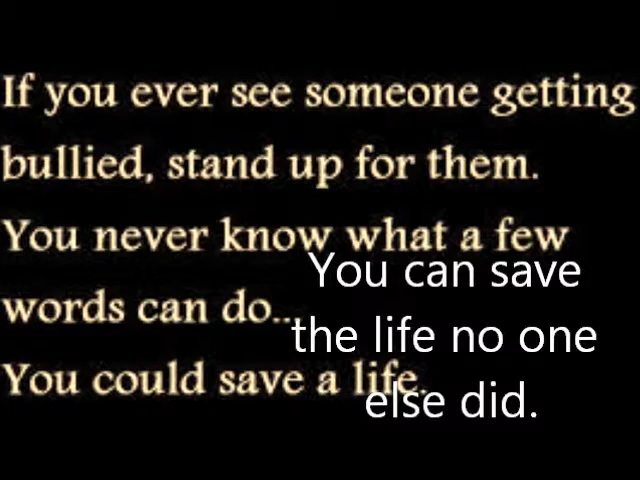 If you ever see someone getting
bullied, stand up for them.
You never know what a few
words can do...
You could save a life.
You can save
the life no one
else did.